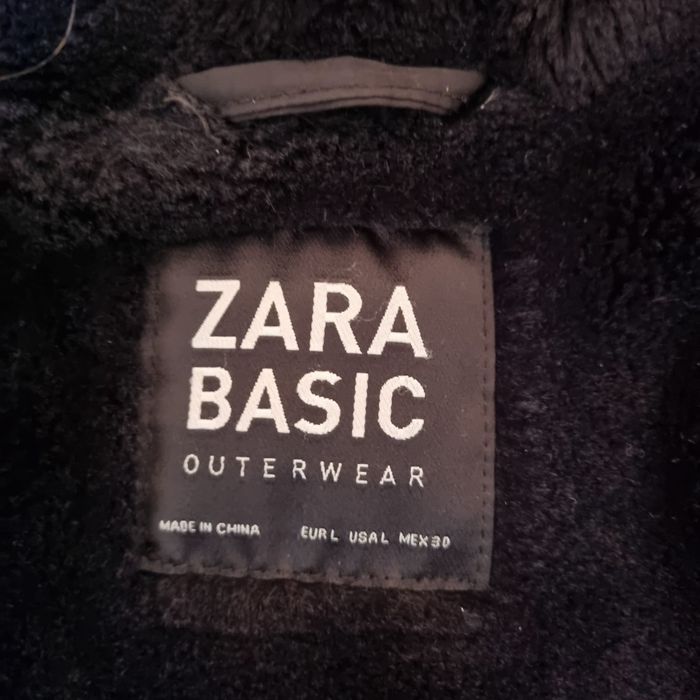 ZARA
BASIC
OUTERWEAR
MADE IN CHINA EUR L USA L MEX 30